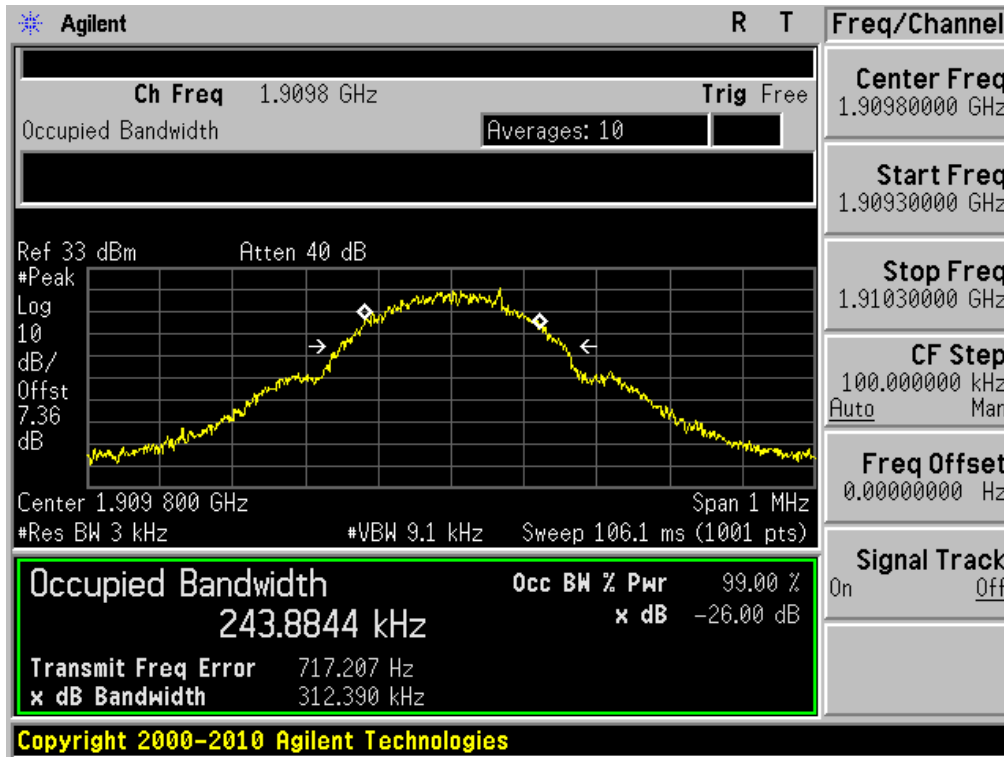 Agilent R T
Ch Freq 1.9098 GHz Trig Free
Occupied Bandwidth Averages: 10
Ref 33 dBm Atten 40 dB
#Peak
Log
10
dB/
Offst
7.36
dB
Center 1.909 800 GHz Span 1 MHz
#Res BW 3 kHz #VBW 9.1 kHz Sweep 106.1 ms (1001 pts)
Occupied Bandwidth
243.8844 kHz
Occ BW % Pwr 99.00 %
x dB -26.00 dB
Transmit Freq Error 717.207 Hz
x dB Bandwidth 312.390 kHz
Copyright 2000-2010 Agilent Technologies
Freq/Channel
Center Freq
1.90980000 GHz
Start Freq
1.90930000 GHz
Stop Freq
1.91030000 GHz
CF Step
100.000000 kHz
Auto Man
Freq Offset
0.00000000 Hz
Signal Track
On Off